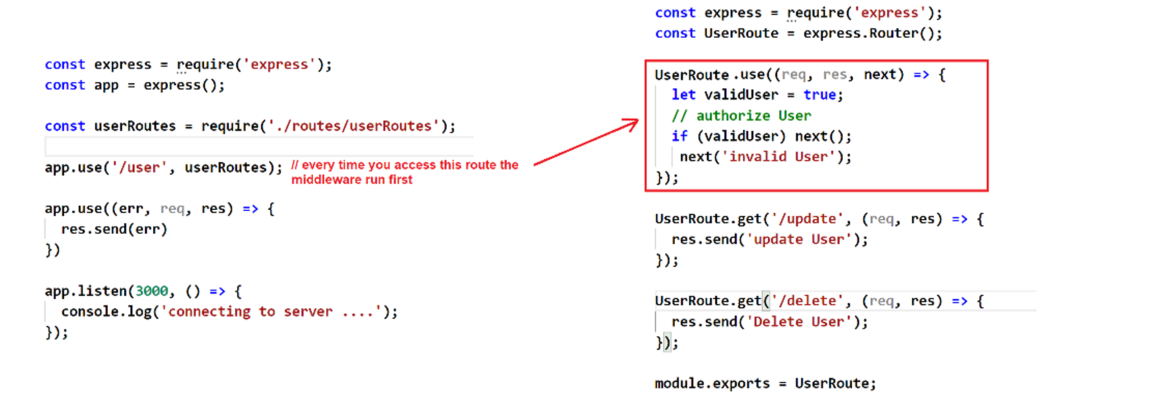 const express = require('express');
const app = express();
const userRoutes = require('./routes/userRoutes');
app.use('/user', userRoutes); // every time you access this route the
middleware run first
app.use((err, req, res) => {
res.send(err)
})
app.listen(3000, () => {
console.log('connecting to server ....');
});
const express = require('express');
const UserRoute = express.Router();
UserRoute.use((req, res, next) => {
let validUser = true;
// authorize User
if (validUser) next();
next('invalid User');
});
UserRoute.get('/update', (req, res) => {
res.send('update User');
});
UserRoute.get('/delete', (req, res) => {
res.send('Delete User');
});
module.exports = UserRoute;